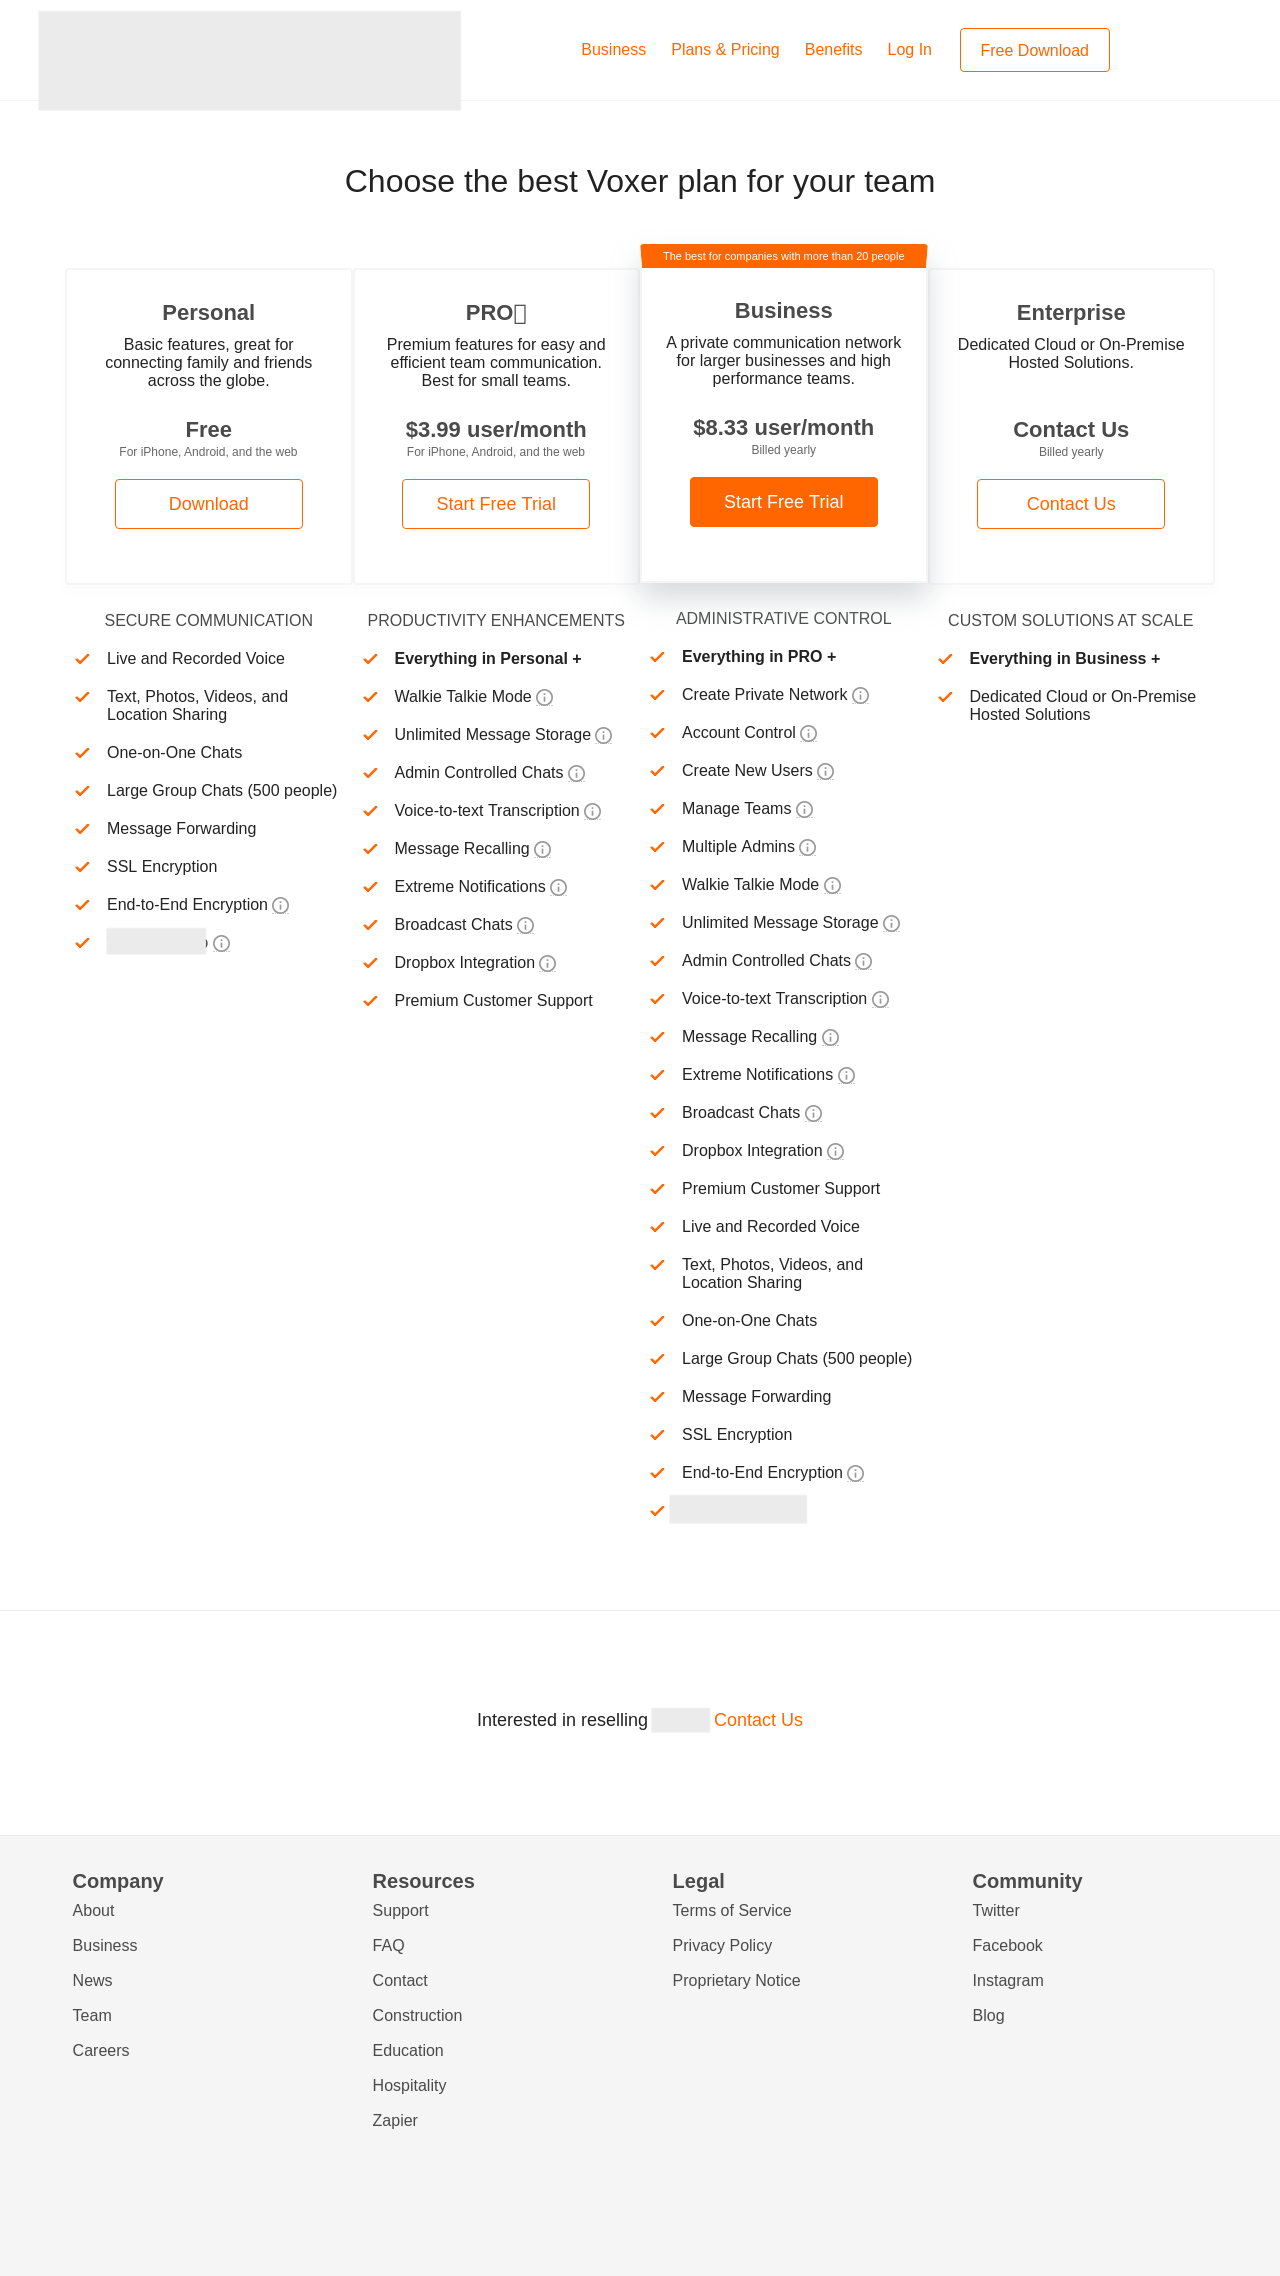 Business
Plans & Pricing
Benefits
Log In
Free Download
Choose the best Voxer plan for your team
Personal
Basic features, great for
connecting family and friends
across the globe.
Free
For iPhone, Android, and the web
Download
PRO
Premium features for easy and
efficient team communication.
Best for small teams.
$3.99 user/month
For iPhone, Android, and the web
Start Free Trial
The best for companies with more than 20 people
Business
A private communication network
for larger businesses and high
performance teams.
$8.33 user/month
Billed yearly
Start Free Trial
Enterprise
Dedicated Cloud or On-Premise
Hosted Solutions.
Contact Us
Billed yearly
Contact Us
SECURE COMMUNICATION
Live and Recorded Voice
Text, Photos, Videos, and
Location Sharing
One-on-One Chats
Large Group Chats (500 people)
Message Forwarding
SSL Encryption
End-to-End Encryption
PRODUCTIVITY ENHANCEMENTS
Everything in Personal +
Walkie Talkie Mode
Unlimited Message Storage
Admin Controlled Chats
Voice-to-text Transcription
Message Recalling
Extreme Notifications
Broadcast Chats
Dropbox Integration
Premium Customer Support
ADMINISTRATIVE CONTROL
Everything in PRO +
Create Private Network
Account Control
Create New Users
Manage Teams
Multiple Admins
Walkie Talkie Mode
Unlimited Message Storage
Admin Controlled Chats
Voice-to-text Transcription
Message Recalling
Extreme Notifications
Broadcast Chats
Dropbox Integration
Premium Customer Support
Live and Recorded Voice
Text, Photos, Videos, and
Location Sharing
One-on-One Chats
Large Group Chats (500 people)
Message Forwarding
SSL Encryption
End-to-End Encryption
CUSTOM SOLUTIONS AT SCALE
Everything in Business +
Dedicated Cloud or On-Premise
Hosted Solutions
Interested in reselling Contact Us
Company
About
Business
News
Team
Careers
Resources
Support
FAQ
Contact
Construction
Education
Hospitality
Zapier
Legal
Terms of Service
Privacy Policy
Proprietary Notice
Community
Twitter
Facebook
Instagram
Blog